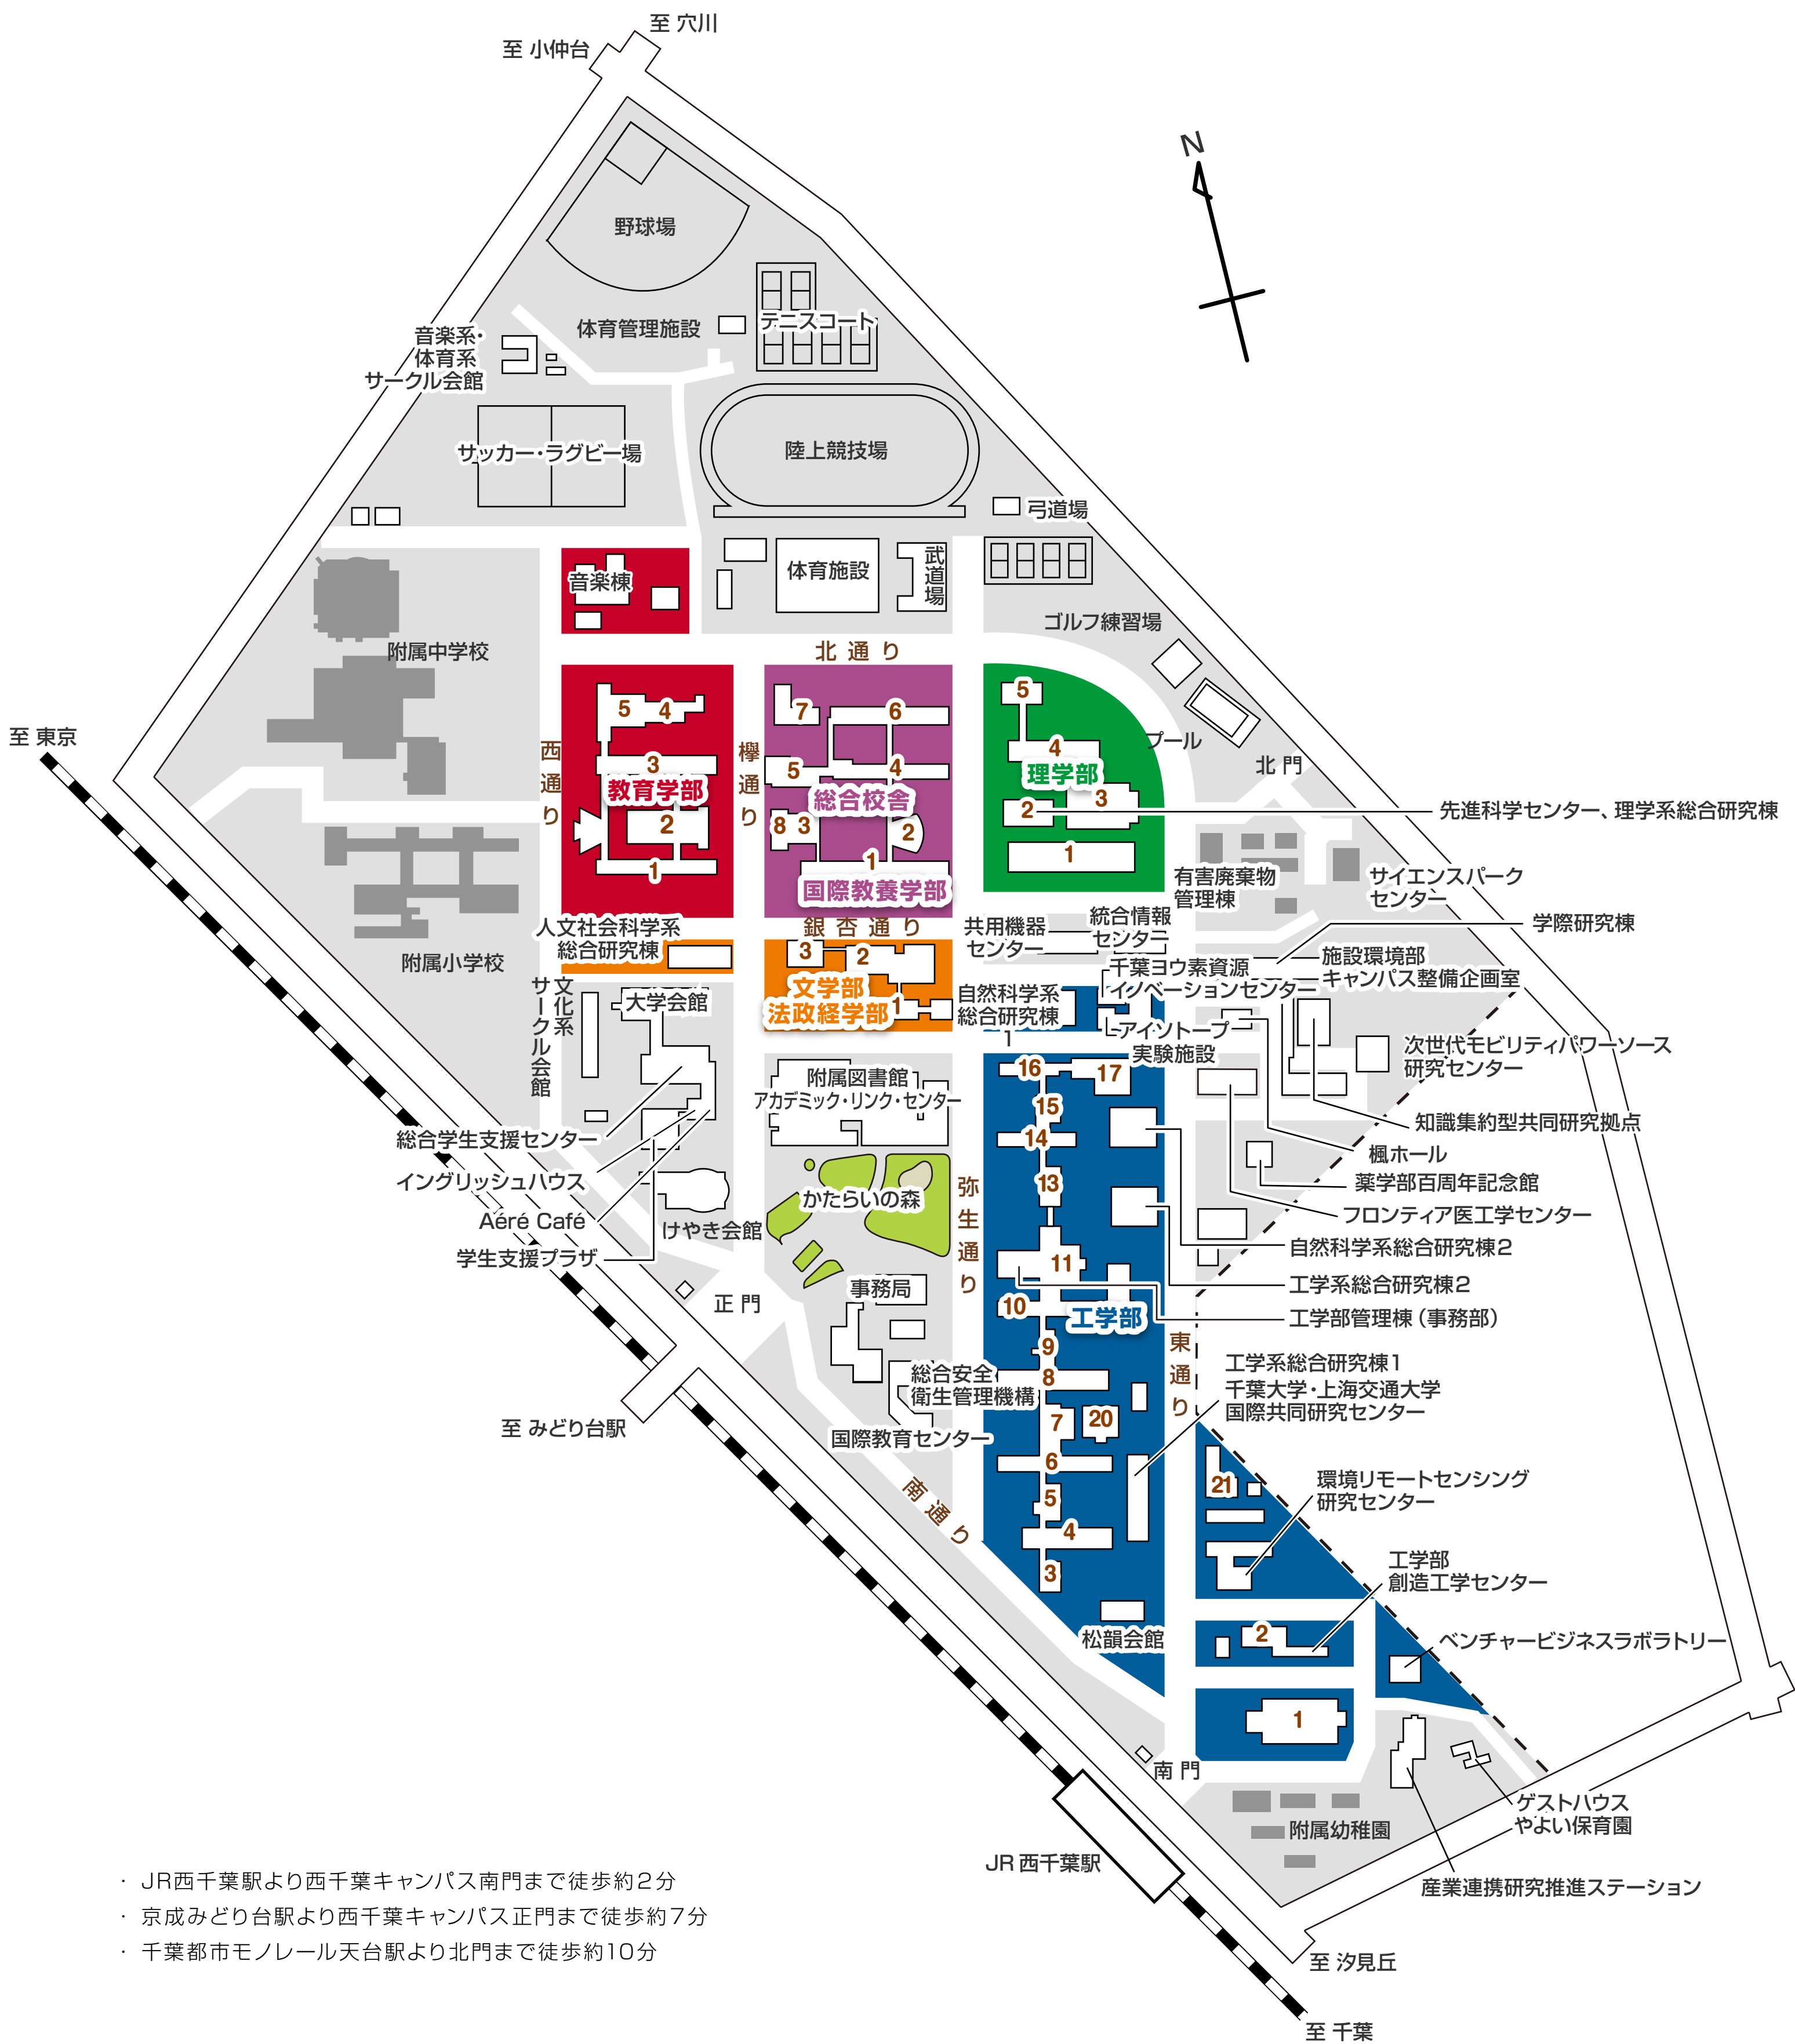 至 穴川
至 小仲台
N
野球場
体育管理施設
テニスコート
音楽系・
体育系
サークル会館
サッカー・ラグビー場
陸上競技場
弓道場
音楽棟
体育施設
武道場
ゴルフ練習場
附属中学校
北通り
至 東京
西通り
欅通り
5
4
3
教育学部
2
1
7
6
5
4
総合校舎
8
3
2
1
国際教養学部
5
4
理学部
2
3
1
プール
北門
先進科学センター、理学系総合研究棟
有害廃棄物
管理棟
サイエンスパーク
センター
学際研究棟
人文社会科学系
総合研究棟
銀杏通り
共用機器
センター
統合情報
センター
附属小学校
3
2
文学部
法政経学部
1
自然科学系
総合研究棟
1
千葉ヨウ素資源
イノベーションセンター
施設環境部
キャンパス整備企画室
アイソトープ
実験施設
文化系
サークル会館
大学会館
附属図書館
アカデミック・リンク・センター
16
17
15
14
13
11
10
工学部
9
8
7
20
6
5
4
3
次世代モビリティパワーソース
研究センター
知識集約型共同研究拠点
楓ホール
薬学部百周年記念館
フロンティア医工学センター
自然科学系総合研究棟2
工学系総合研究棟2
工学部管理棟(事務部)
総合学生支援センター
イングリッシュハウス
Aéré Café
学生支援プラザ
けやき会館
かたらいの森
弥生通り
正門
事務局
東通り
総合安全
衛生管理機構
国際教育センター
工学系総合研究棟1
千葉大学・上海交通大学
国際共同研究センター
至 みどり台駅
南通り
21
環境リモートセンシング
研究センター
工学部
創造工学センター
松韻会館
2
ベンチャービジネスラボラトリー
1
南門
附属幼稚園
ゲストハウス
やよい保育園
JR 西千葉駅
産業連携研究推進ステーション
・ JR西千葉駅より西千葉キャンパス南門まで徒歩約2分
・ 京成みどり台駅より西千葉キャンパス正門まで徒歩約7分
・ 千葉都市モノレール天台駅より北門まで徒歩約10分
至 汐見丘
至 千葉